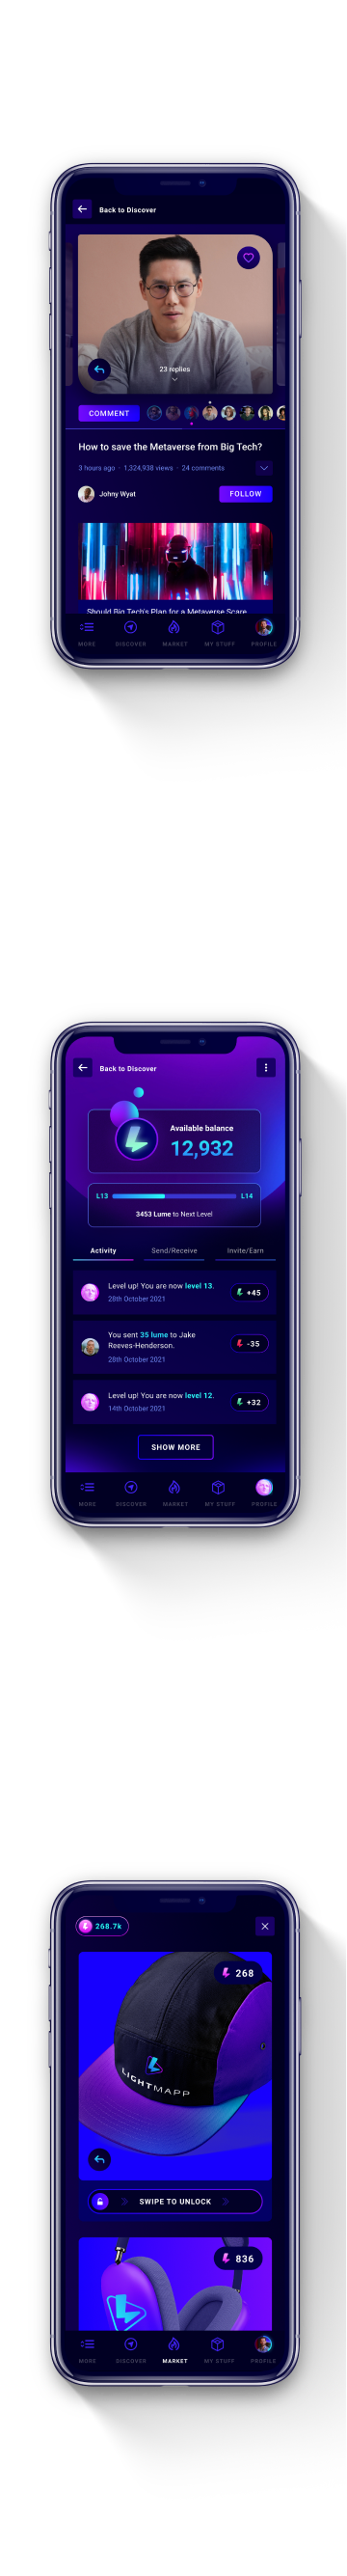 Back to Discover
23 replies
COMMENT
How to save the Metaverse from Big Tech?
3 hours ago · 1,324,938 views · 24 comments
Johny Wyat
FOLLOW
Should Big Tech's Plan for a Metaverse Scare
MORE DISCOVER MARKET MY STUFF PROFILE
Back to Discover
Available balance
12,932
L13 L14
3453 Lume to Next Level
Activity Send/Receive Invite/Earn
Level up! You are now level 13.
28th October 2021
+45
You sent 35 lume to Jake
Reeves-Henderson.
28th October 2021
-35
Level up! You are now level 12.
14th October 2021
+32
SHOW MORE
MORE DISCOVER MARKET MY STUFF PROFILE
268.7k
268
LIGHTMAPP
SWIPE TO UNLOCK
836
MORE DISCOVER MARKET MY STUFF PROFILE